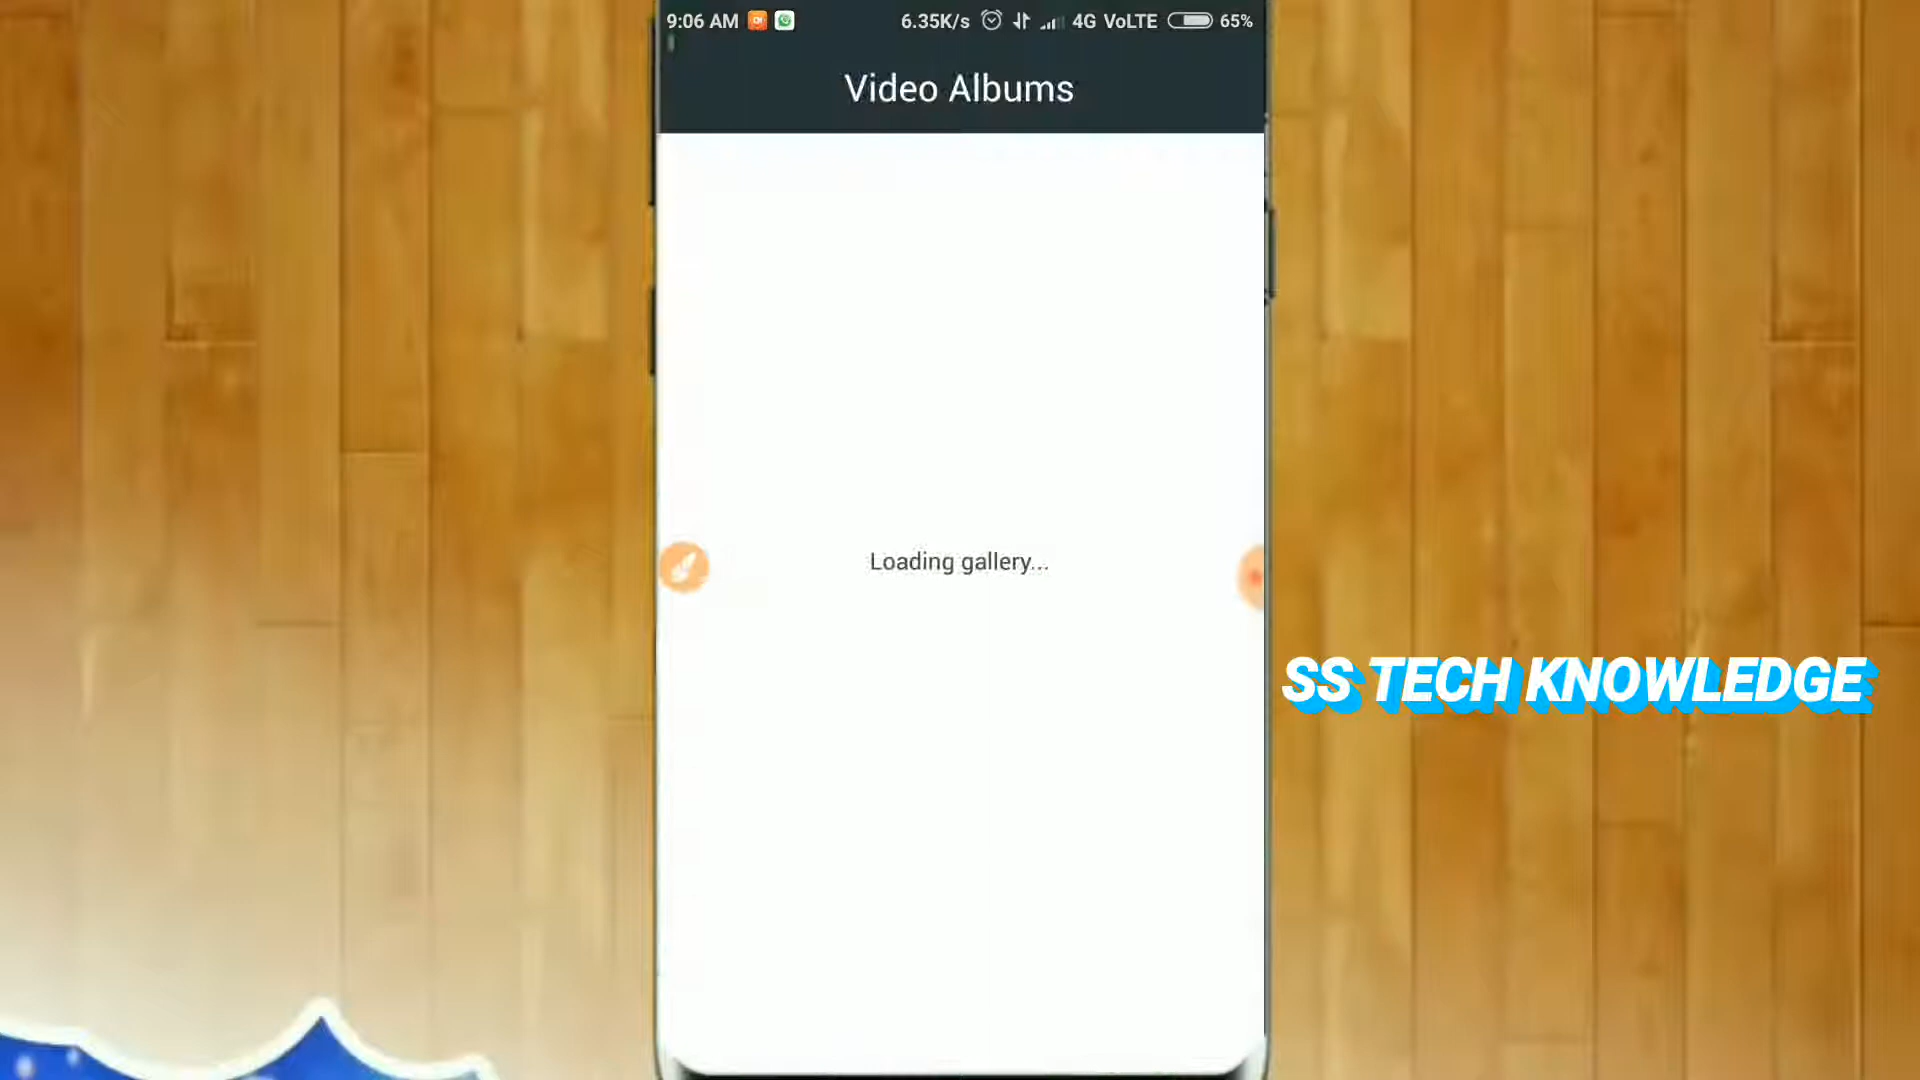 9:06 AM 6.35K/s 4G VoLTE 65%
Video Albums
Loading gallery...
SS TECH KNOWLEDGE